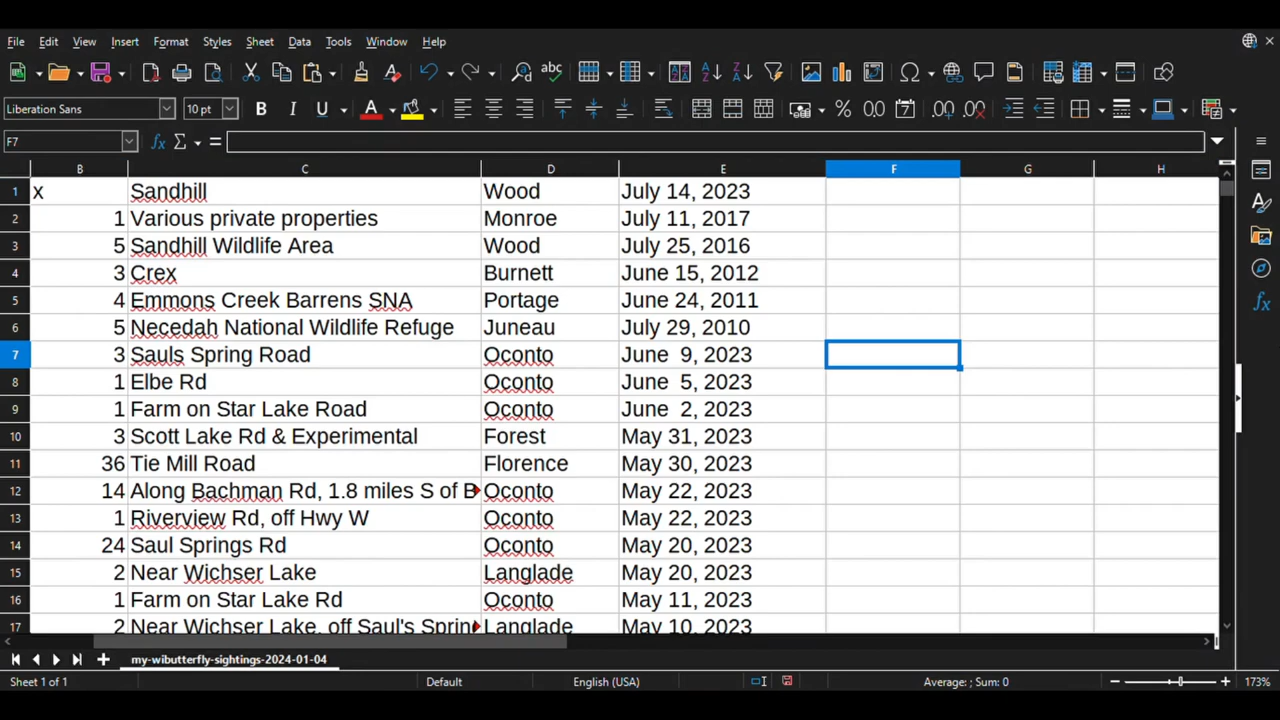 File Edit View Insert Format Styles Sheet Data Tools Window Help
Liberation Sans 10 pt
F7
B C D E F G H
1 x Sandhill Wood July 14, 2023
2 1 Various private properties Monroe July 11, 2017
3 5 Sandhill Wildlife Area Wood July 25, 2016
4 3 Crex Burnett June 15, 2012
5 4 Emmons Creek Barrens SNA Portage June 24, 2011
6 5 Necedah National Wildlife Refuge Juneau July 29, 2010
7 3 Sauls Spring Road Oconto June 9, 2023
8 1 Elbe Rd Oconto June 5, 2023
9 1 Farm on Star Lake Road Oconto June 2, 2023
10 3 Scott Lake Rd & Experimental Forest May 31, 2023
11 36 Tie Mill Road Florence May 30, 2023
12 14 Along Bachman Rd, 1.8 miles S of B Oconto May 22, 2023
13 1 Riverview Rd, off Hwy W Oconto May 22, 2023
14 24 Saul Springs Rd Oconto May 20, 2023
15 2 Near Wichser Lake Langlade May 20, 2023
16 1 Farm on Star Lake Rd Oconto May 11, 2023
17 2 Near Wichser Lake, off Saul's Spring Langlade May 10, 2023
my-wibutterfly-sightings-2024-01-04
Sheet 1 of 1 Default English (USA) Average: ; Sum: 0 173%